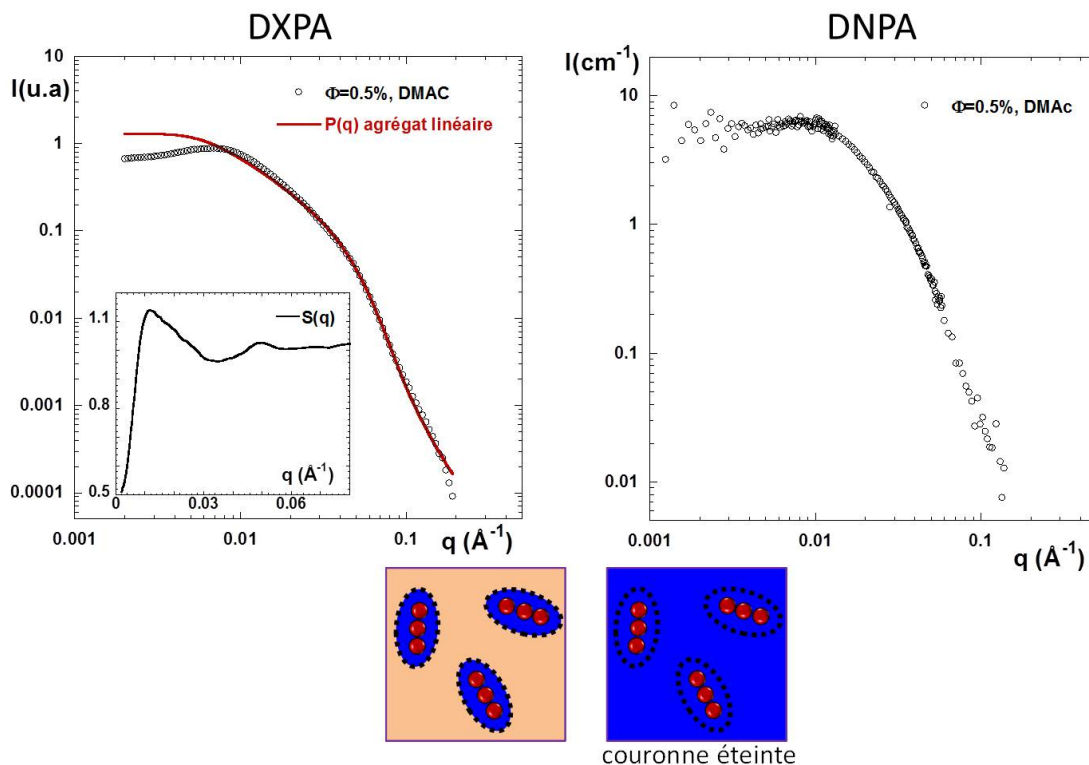 DXPA
10
I(u.a)
1
0.1
0.01
0.001
0.0001
Φ=0.5%, DMAC
P(q) agrégat linéaire
1.1
0.8
0.5
S(q)
q (Å⁻¹)
0 0.03 0.06
0.001 0.01 0.1
q (Å⁻¹)
DNPA
I(cm⁻¹)
10
1
0.1
0.01
Φ=0.5%, DMAc
0.001 0.01 0.1
q (Å⁻¹)
couronne éteinte